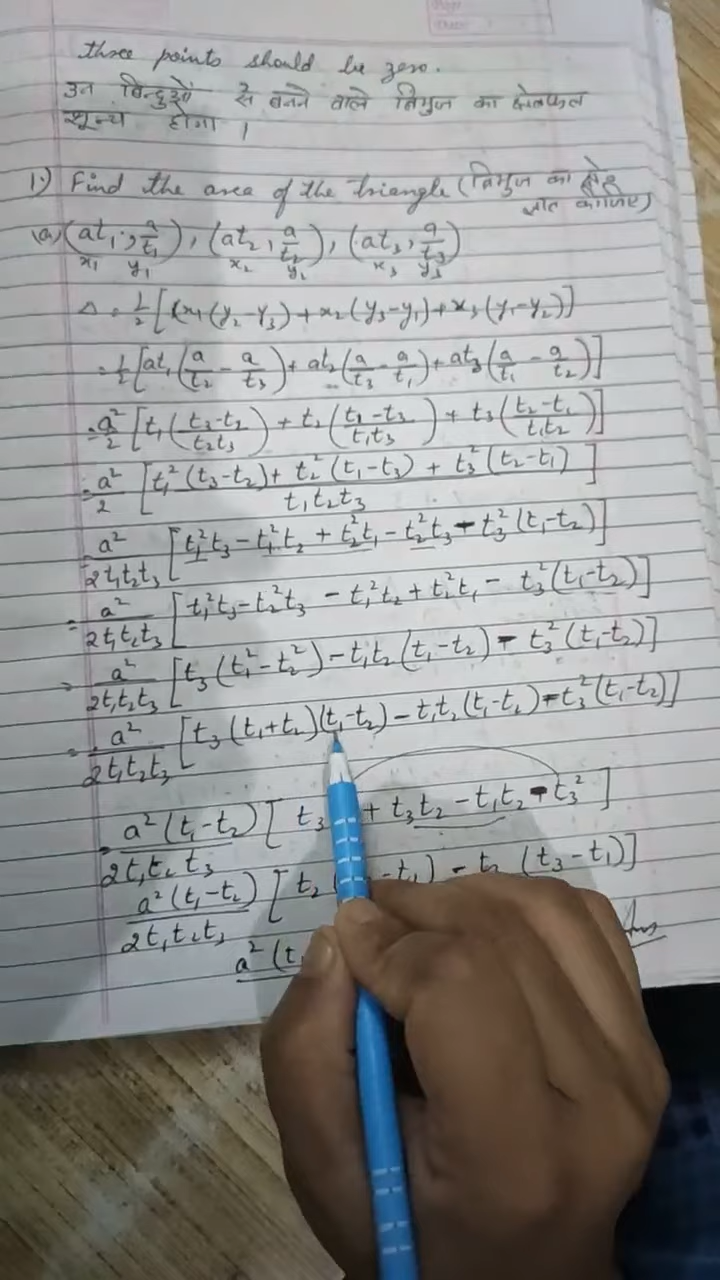 three points should be zero.
उन बिन्दुओं से बनने वाले त्रिभुज का क्षेत्रफल
शून्य होगा ।
1) Find the area of the triangle (त्रिभुज का क्षे०
ज्ञात कीजिए)
(a) (at₁, a/t₁), (at₂, a/t₂), (at₃, a/t₃)
x₁ y₁ x₂ y₂ x₃ y₃
Δ = 1/2 [(x₁(y₂-y₃) + x₂(y₃-y₁) + x₃(y₁-y₂)]
= 1/2 [at₁(a/t₂ - a/t₃) + at₂(a/t₃ - a/t₁) + at₃(a/t₁ - a/t₂)]
= a²/2 [t₁((t₃-t₂)/t₂t₃) + t₂((t₁-t₃)/t₁t₃) + t₃((t₂-t₁)/t₁t₂)]
= a²/2 [(t₁²(t₃-t₂) + t₂²(t₁-t₃) + t₃²(t₂-t₁))/t₁t₂t₃]
= a²/2t₁t₂t₃ [t₁²t₃ - t₁²t₂ + t₂²t₁ - t₂²t₃ - t₃²(t₁-t₂)]
= a²/2t₁t₂t₃ [t₁²t₃ - t₂²t₃ - t₁²t₂ + t₂²t₁ - t₃²(t₁-t₂)]
= a²/2t₁t₂t₃ [t₃(t₁²-t₂²) - t₁t₂(t₁-t₂) - t₃²(t₁-t₂)]
= a²/2t₁t₂t₃ [t₃(t₁+t₂)(t₁-t₂) - t₁t₂(t₁-t₂) - t₃²(t₁-t₂)]
= a²(t₁-t₂)/2t₁t₂t₃ [t₃ + t₃t₂ - t₁t₂ - t₃²]
a²(t₁-t₂)/2t₁t₂t₃ [t₂ -t₁) - t₃ (t₃-t₁)]
a²(t Ans